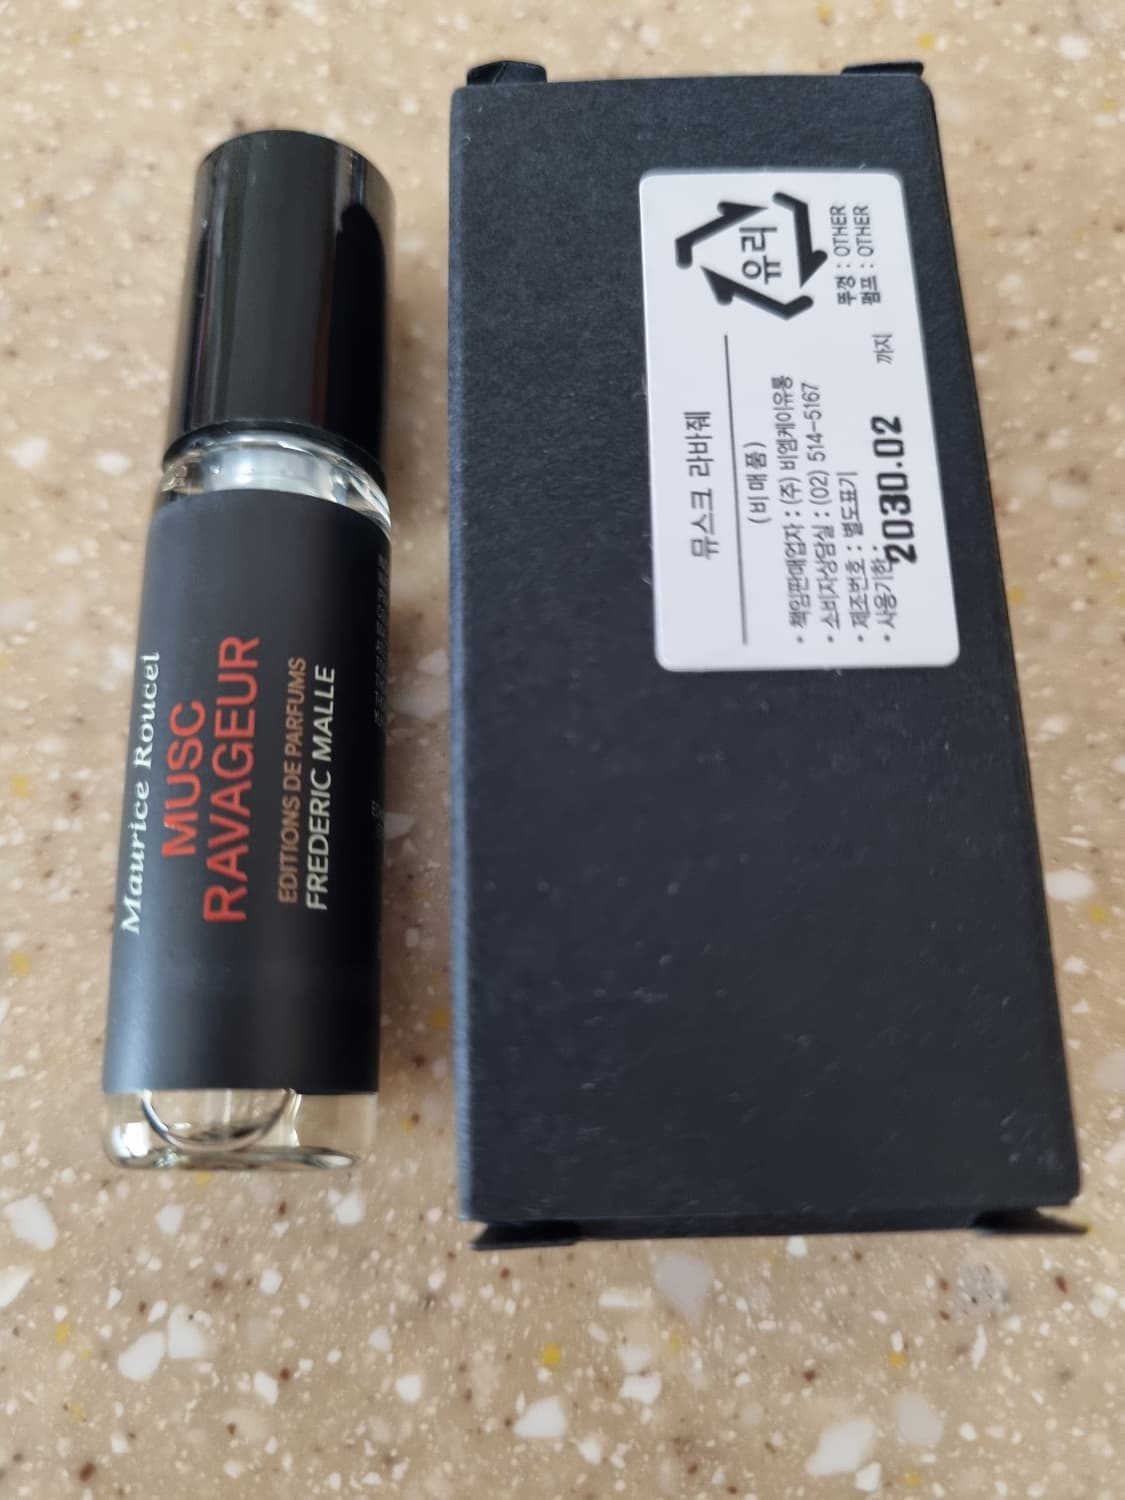 Maurice Roucel
MUSC
RAVAGEUR
EDITIONS DE PARFUMS
FREDERIC MALLE
뮤스크 라바줴
(비매품)
• 책임판매업자 : (주) 비엠케이유통
• 소비자상담실 : (02) 514-5167
• 제조번호 : 별도표기
• 사용기한 :
2030.02 까지
유리
뚜껑 : OTHER
펌프 : OTHER